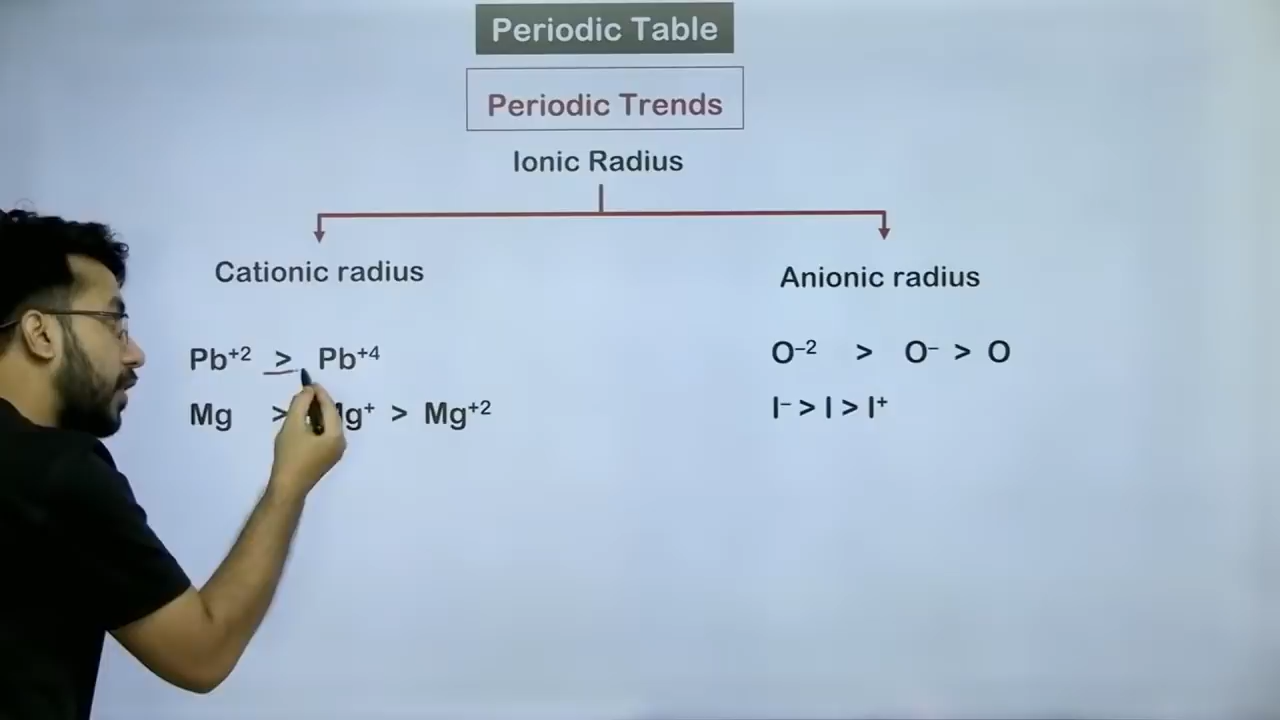 Periodic Table
Periodic Trends
Ionic Radius
Cationic radius
Anionic radius
Pb⁺² > Pb⁺⁴
O⁻² > O⁻ > O
Mg > g⁺ > Mg⁺²
I⁻ > I > I⁺